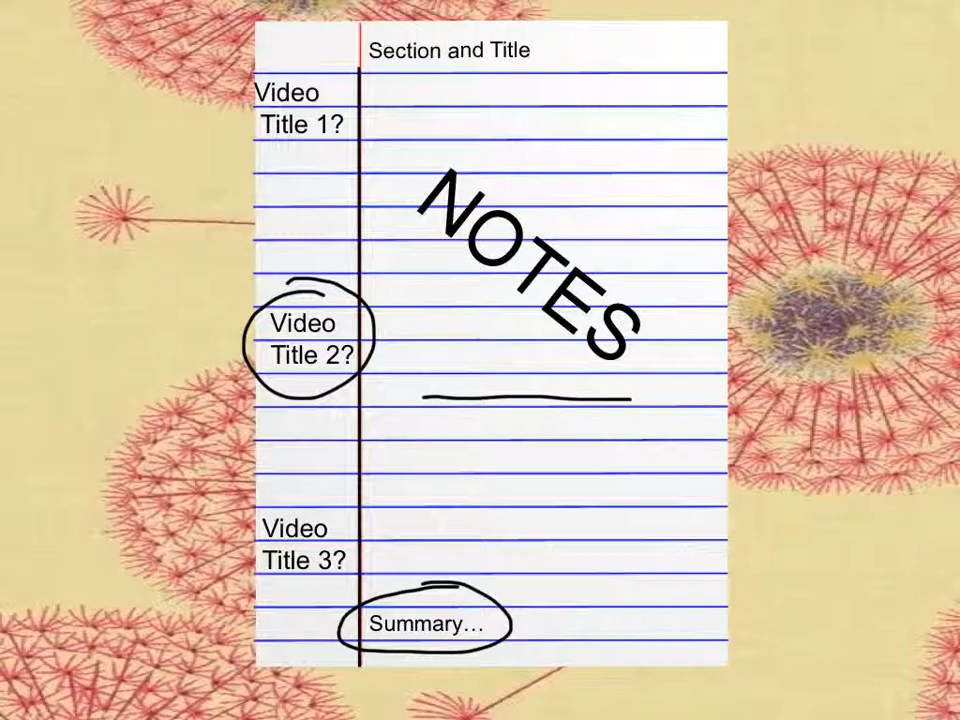 Section and Title
Video
Title 1?
NOTES
Video
Title 2?
Video
Title 3?
Summary…